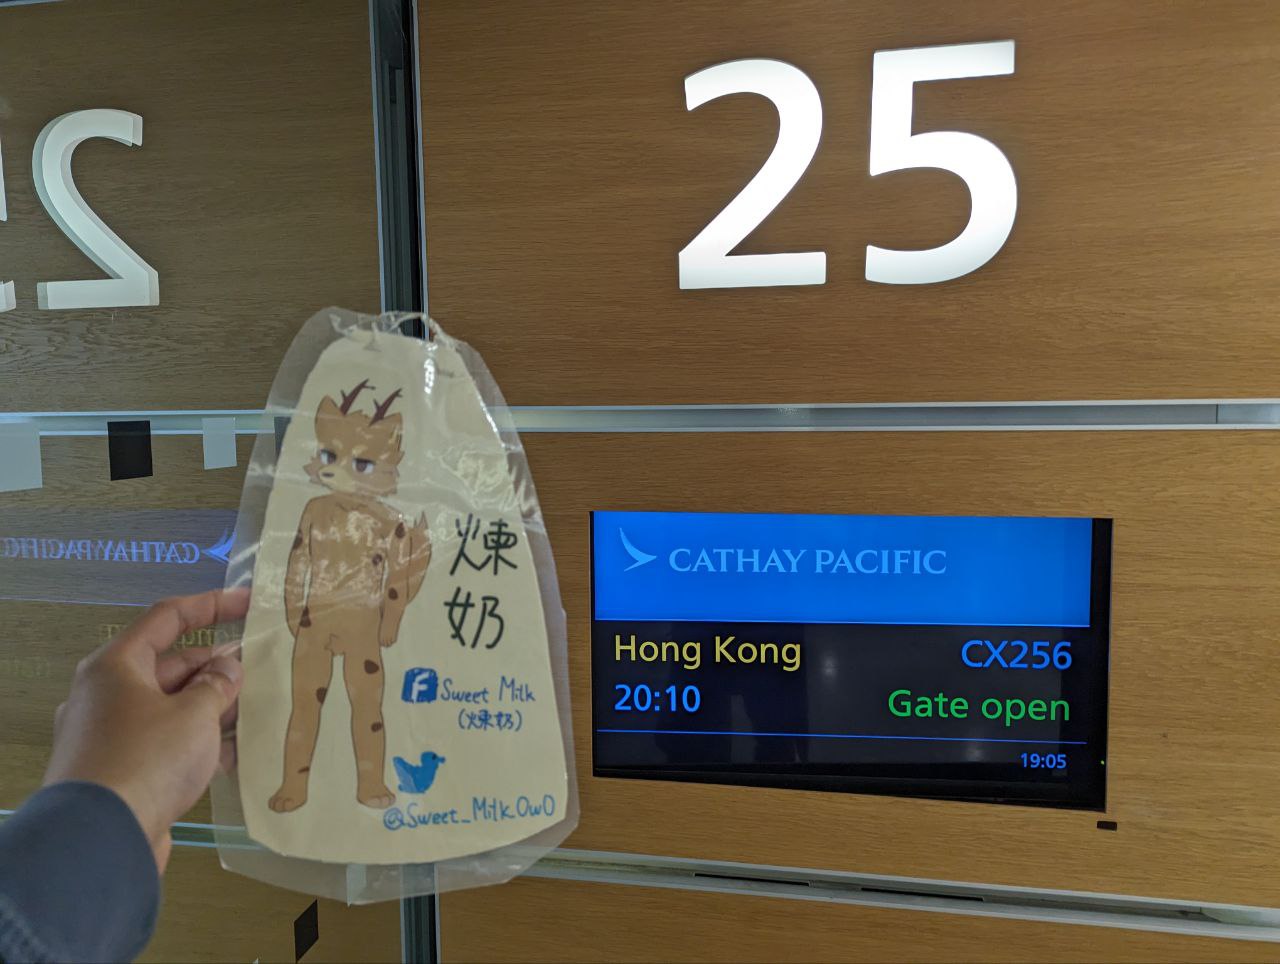 25
CATHAY PACIFIC
Hong Kong CX256
20:10 Gate open
19:05
煉
奶
f Sweet Milk
(煉奶)
@Sweet_Milk_OwO